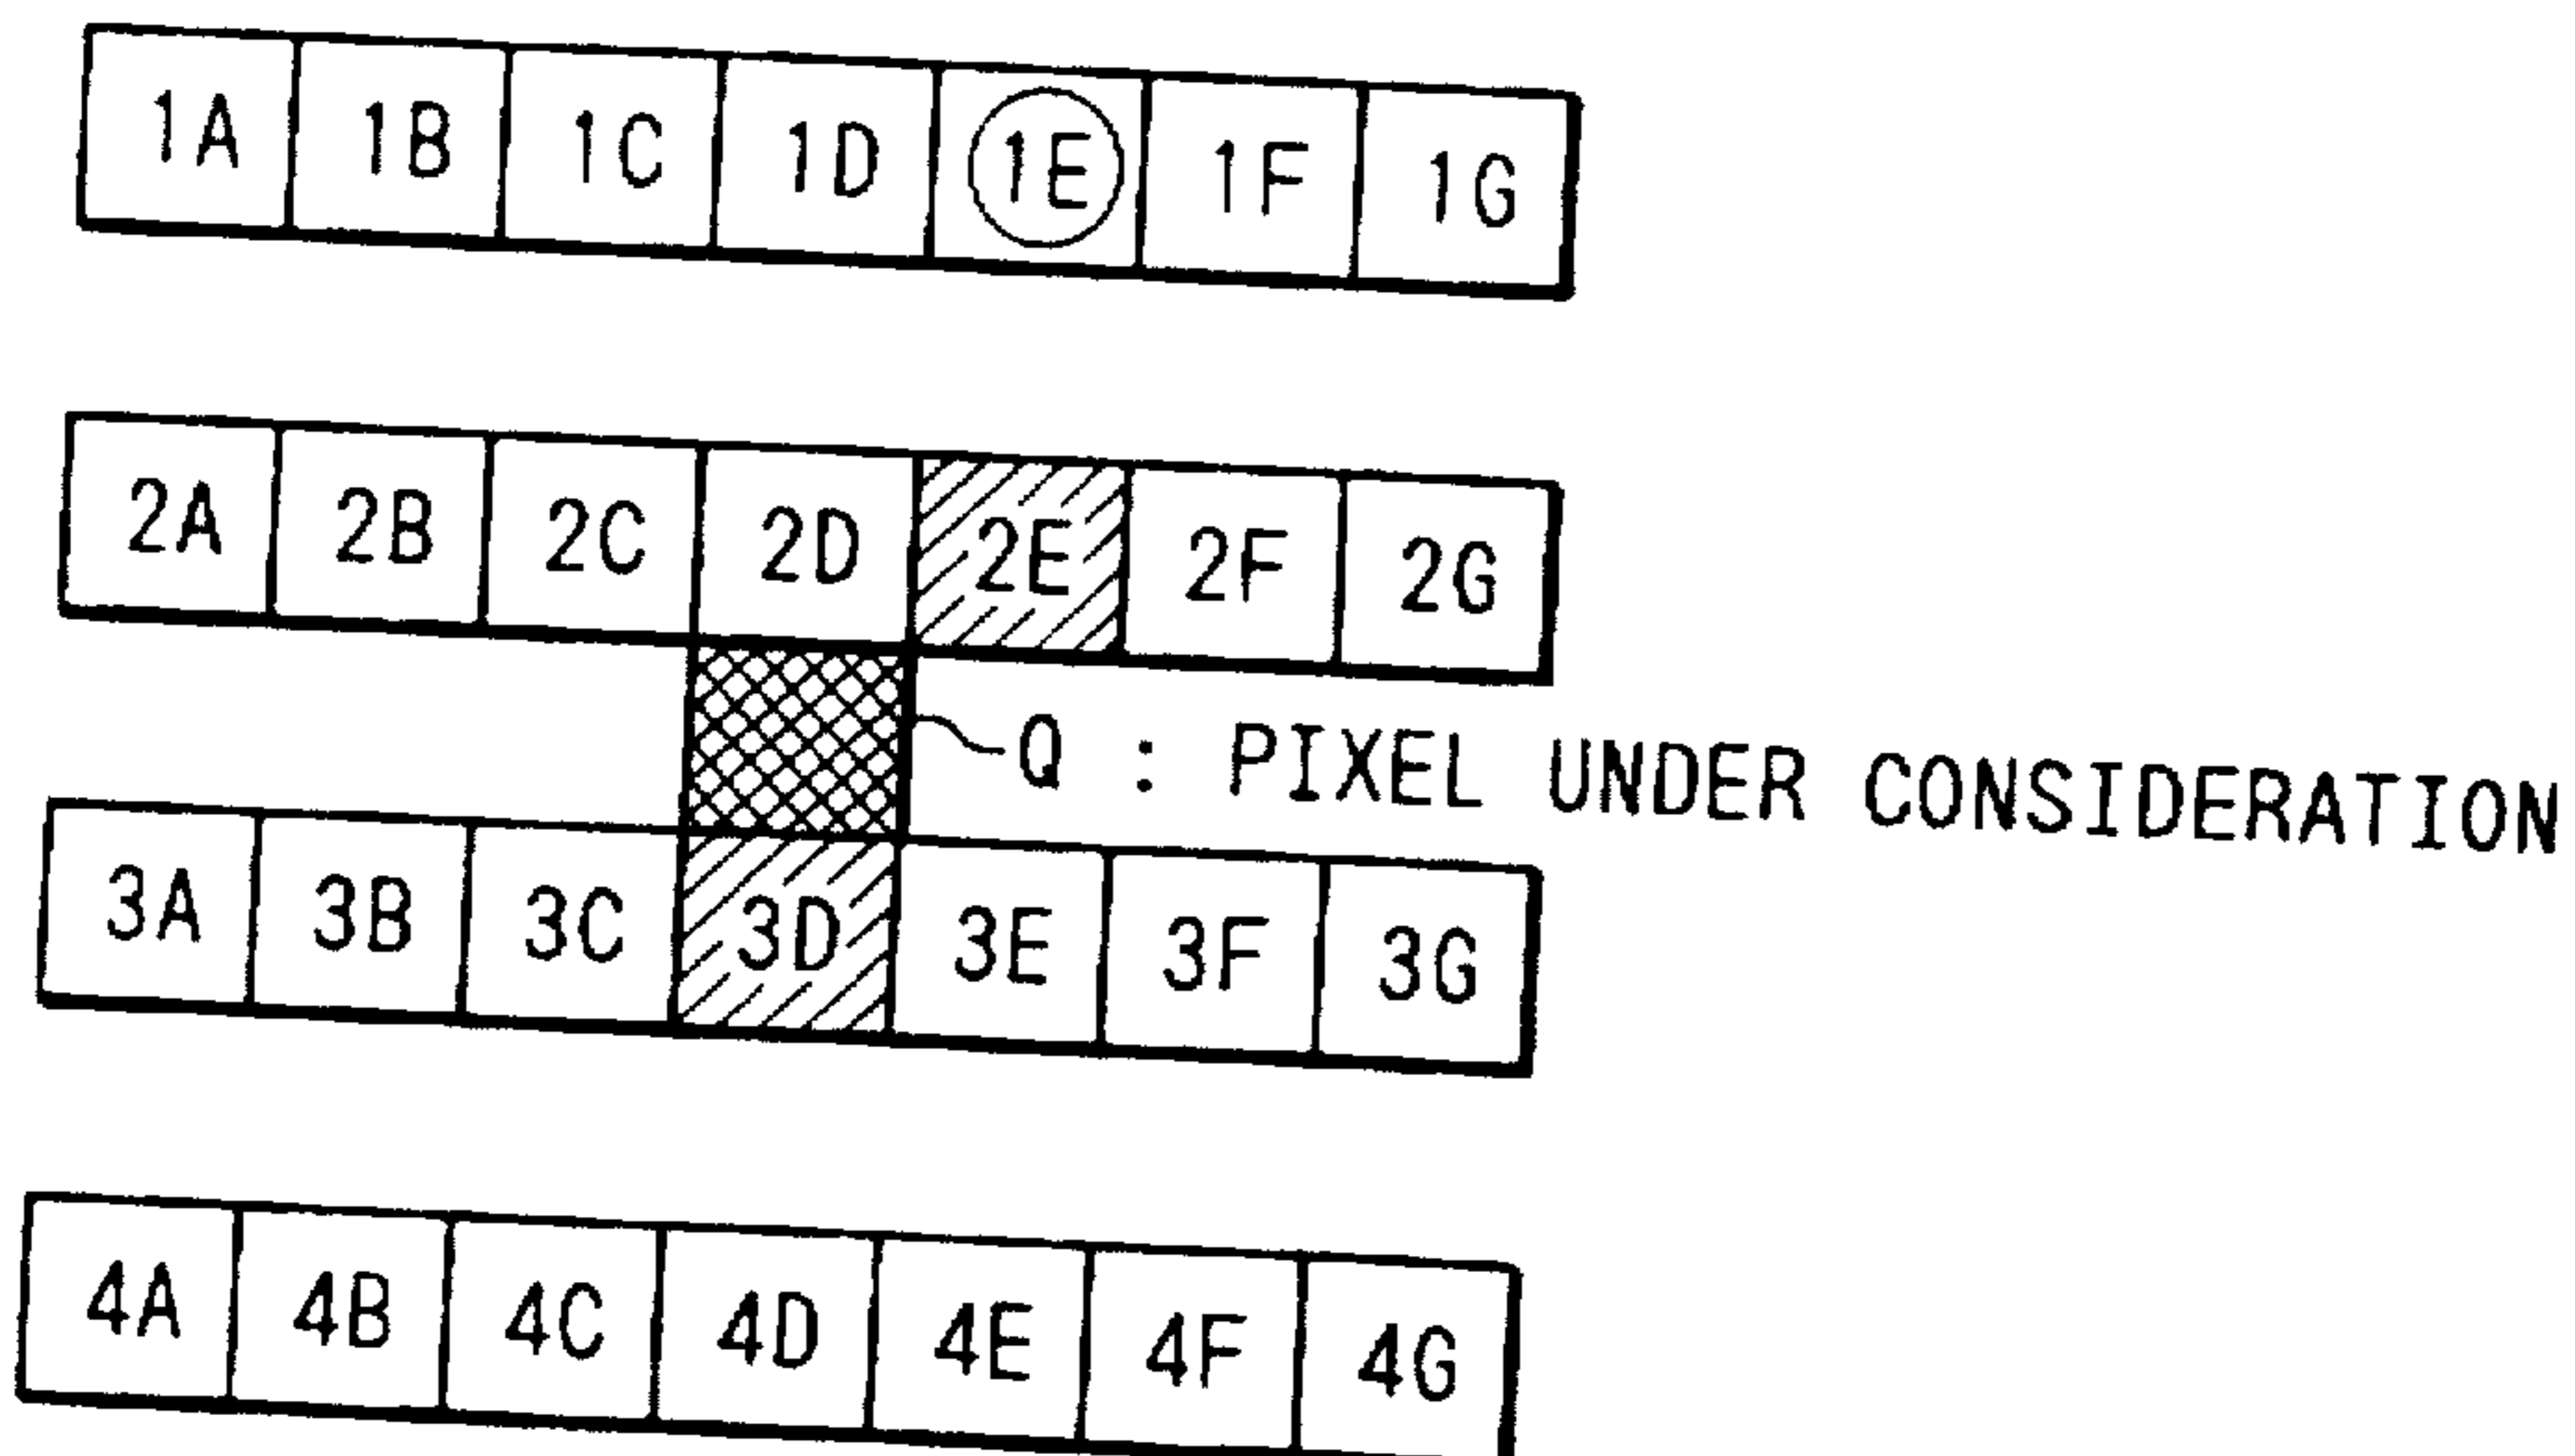 1A 1B 1C 1D 1E 1F 1G
2A 2B 2C 2D 2E 2F 2G
Q : PIXEL UNDER CONSIDERATION
3A 3B 3C 3D 3E 3F 3G
4A 4B 4C 4D 4E 4F 4G